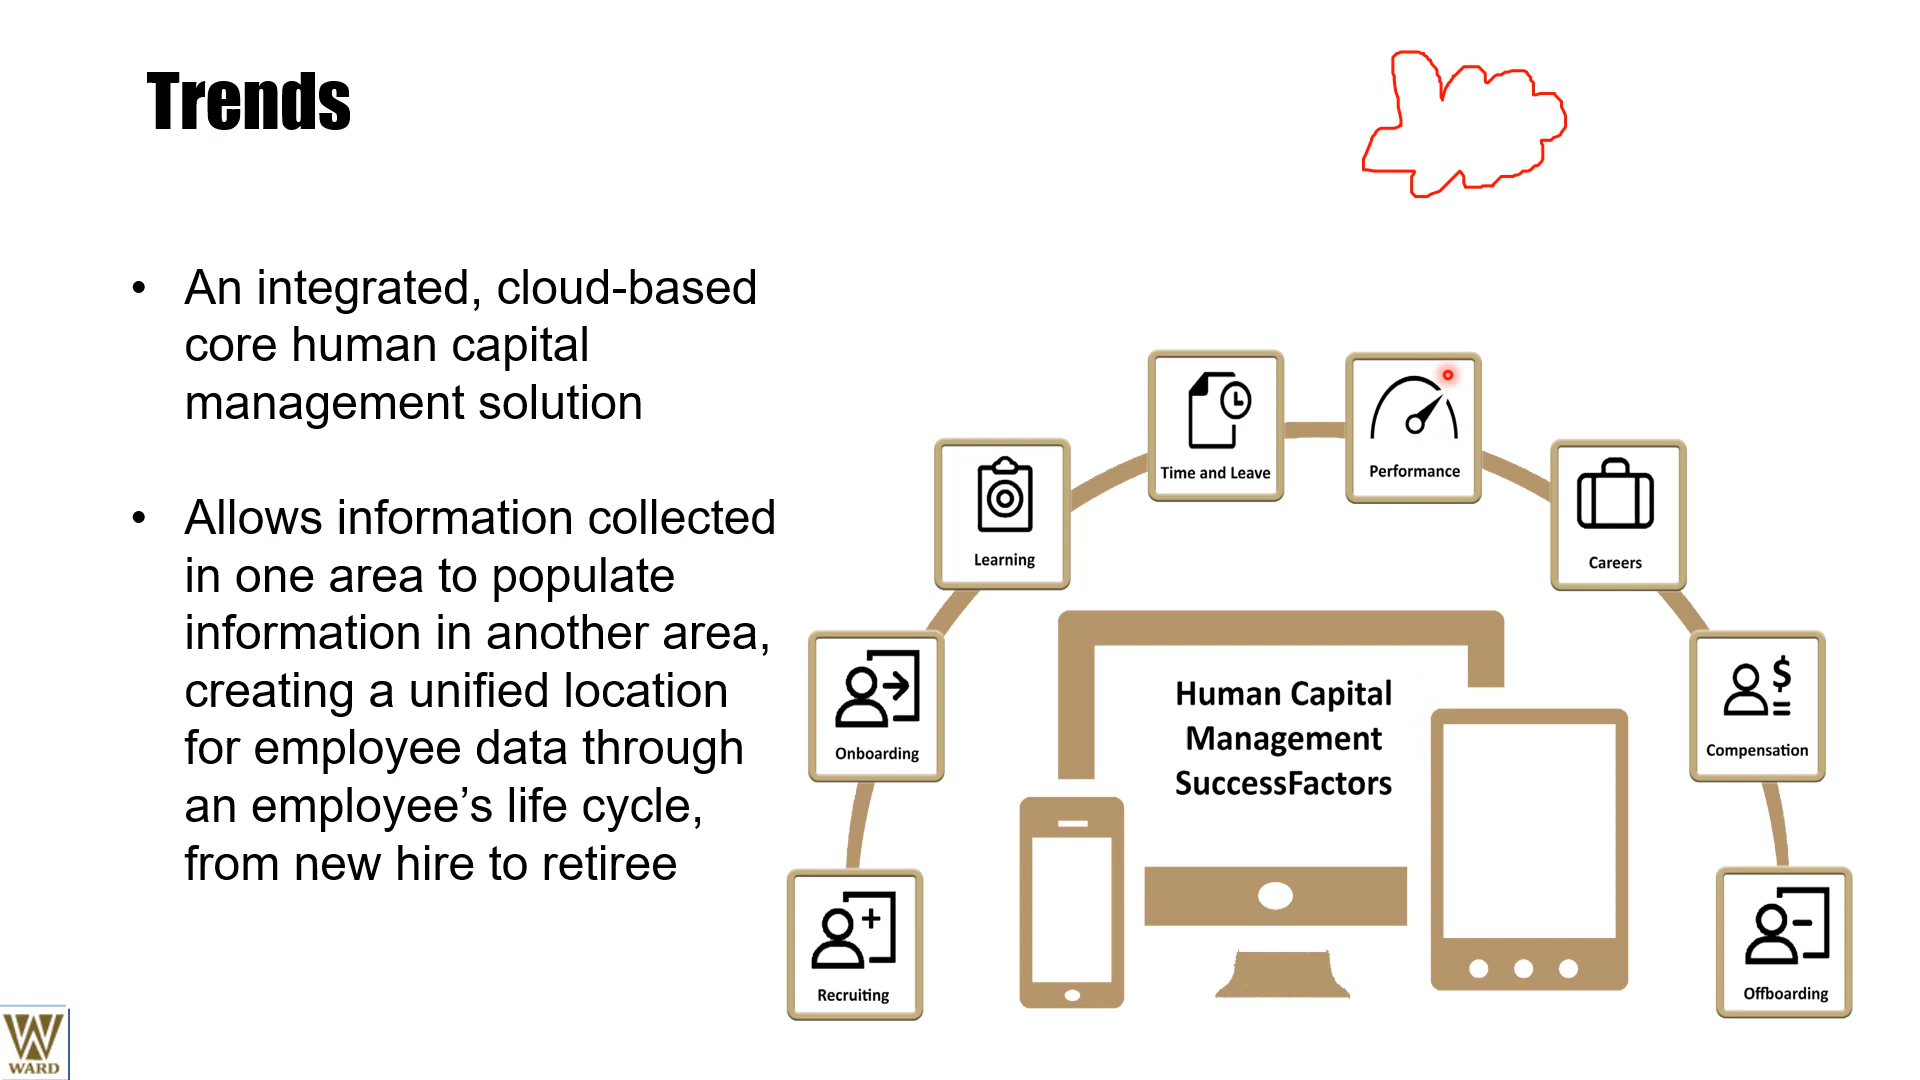 Trends
• An integrated, cloud-based
core human capital
management solution
• Allows information collected
in one area to populate
information in another area,
creating a unified location
for employee data through
an employee’s life cycle,
from new hire to retiree
Time and Leave
Performance
Learning
Careers
Onboarding
Compensation
Human Capital
Management
SuccessFactors
Recruiting
Offboarding
WARD